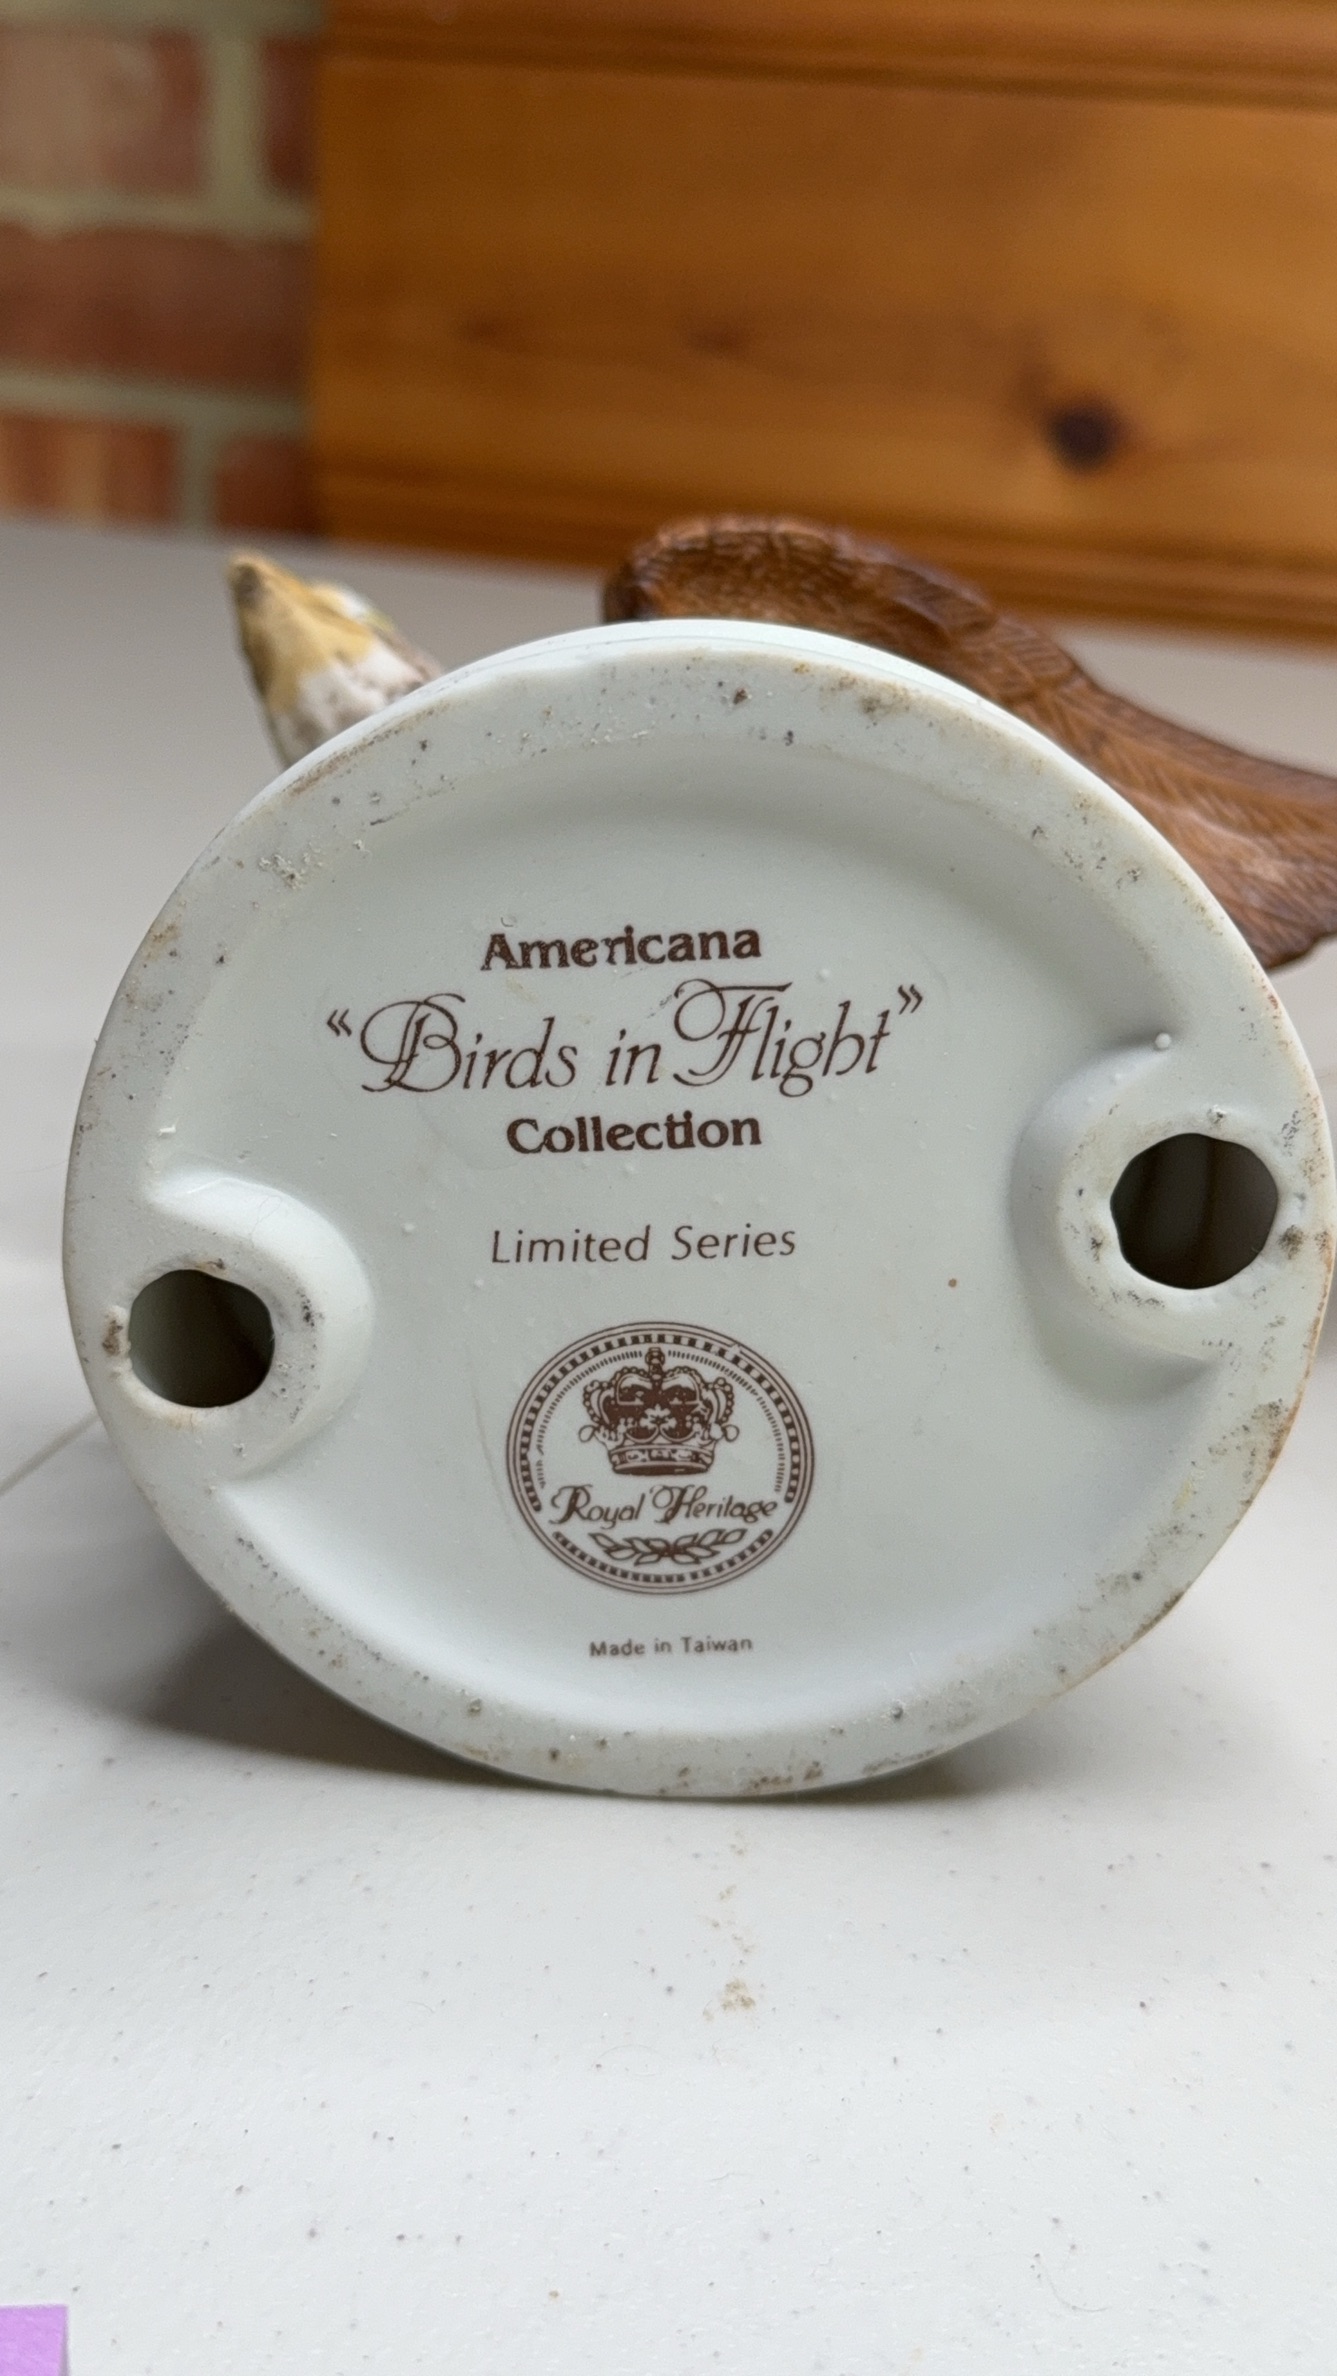 Americana
“Birds in Flight”
Collection
Limited Series
Royal Heritage
Made in Taiwan